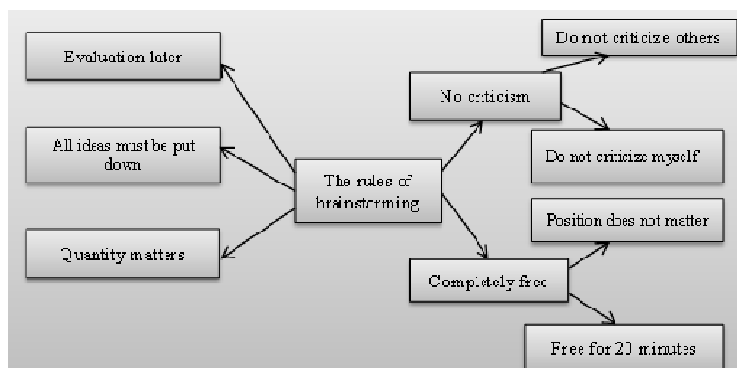 Evaluation later
All ideas must be put
down
Quantity matters
The rules of
brainstorming
No criticism
Do not criticize others
Do not criticize myself
Completely free
Position does not matter
Free for 20 minutes